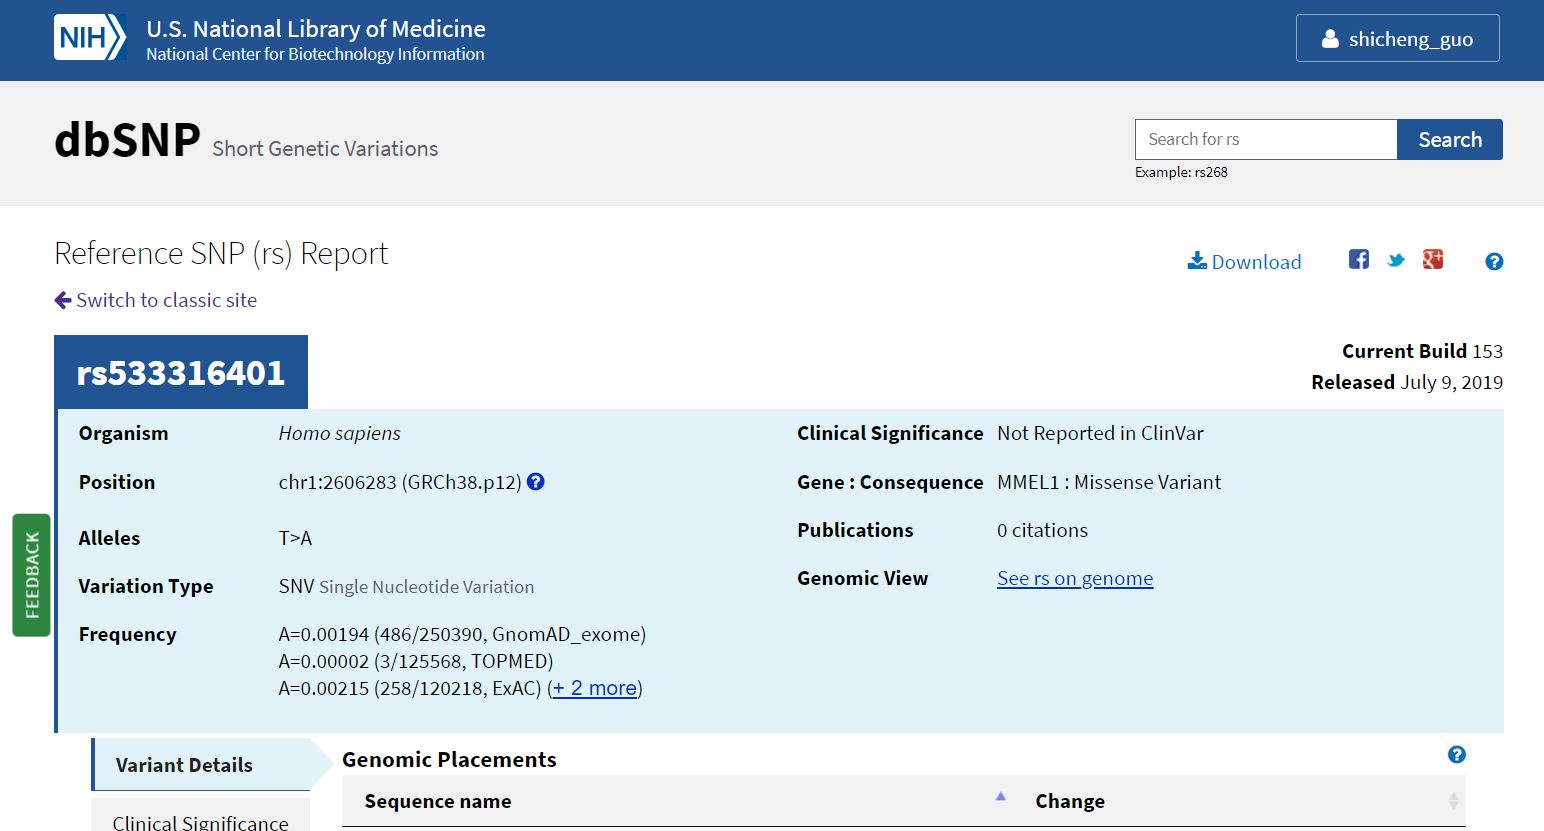 NIH
U.S. National Library of Medicine
National Center for Biotechnology Information
shicheng_guo
dbSNP Short Genetic Variations
Search for rs
Search
Example: rs268
Reference SNP (rs) Report
Download
Switch to classic site
rs533316401
Current Build 153
Released July 9, 2019
Organism Homo sapiens
Position chr1:2606283 (GRCh38.p12)
Alleles T>A
Variation Type SNV Single Nucleotide Variation
Frequency A=0.00194 (486/250390, GnomAD_exome)
A=0.00002 (3/125568, TOPMED)
A=0.00215 (258/120218, ExAC) (+ 2 more)
Clinical Significance Not Reported in ClinVar
Gene : Consequence MMEL1 : Missense Variant
Publications 0 citations
Genomic View See rs on genome
FEEDBACK
Variant Details
Clinical Significance
Genomic Placements
Sequence name Change